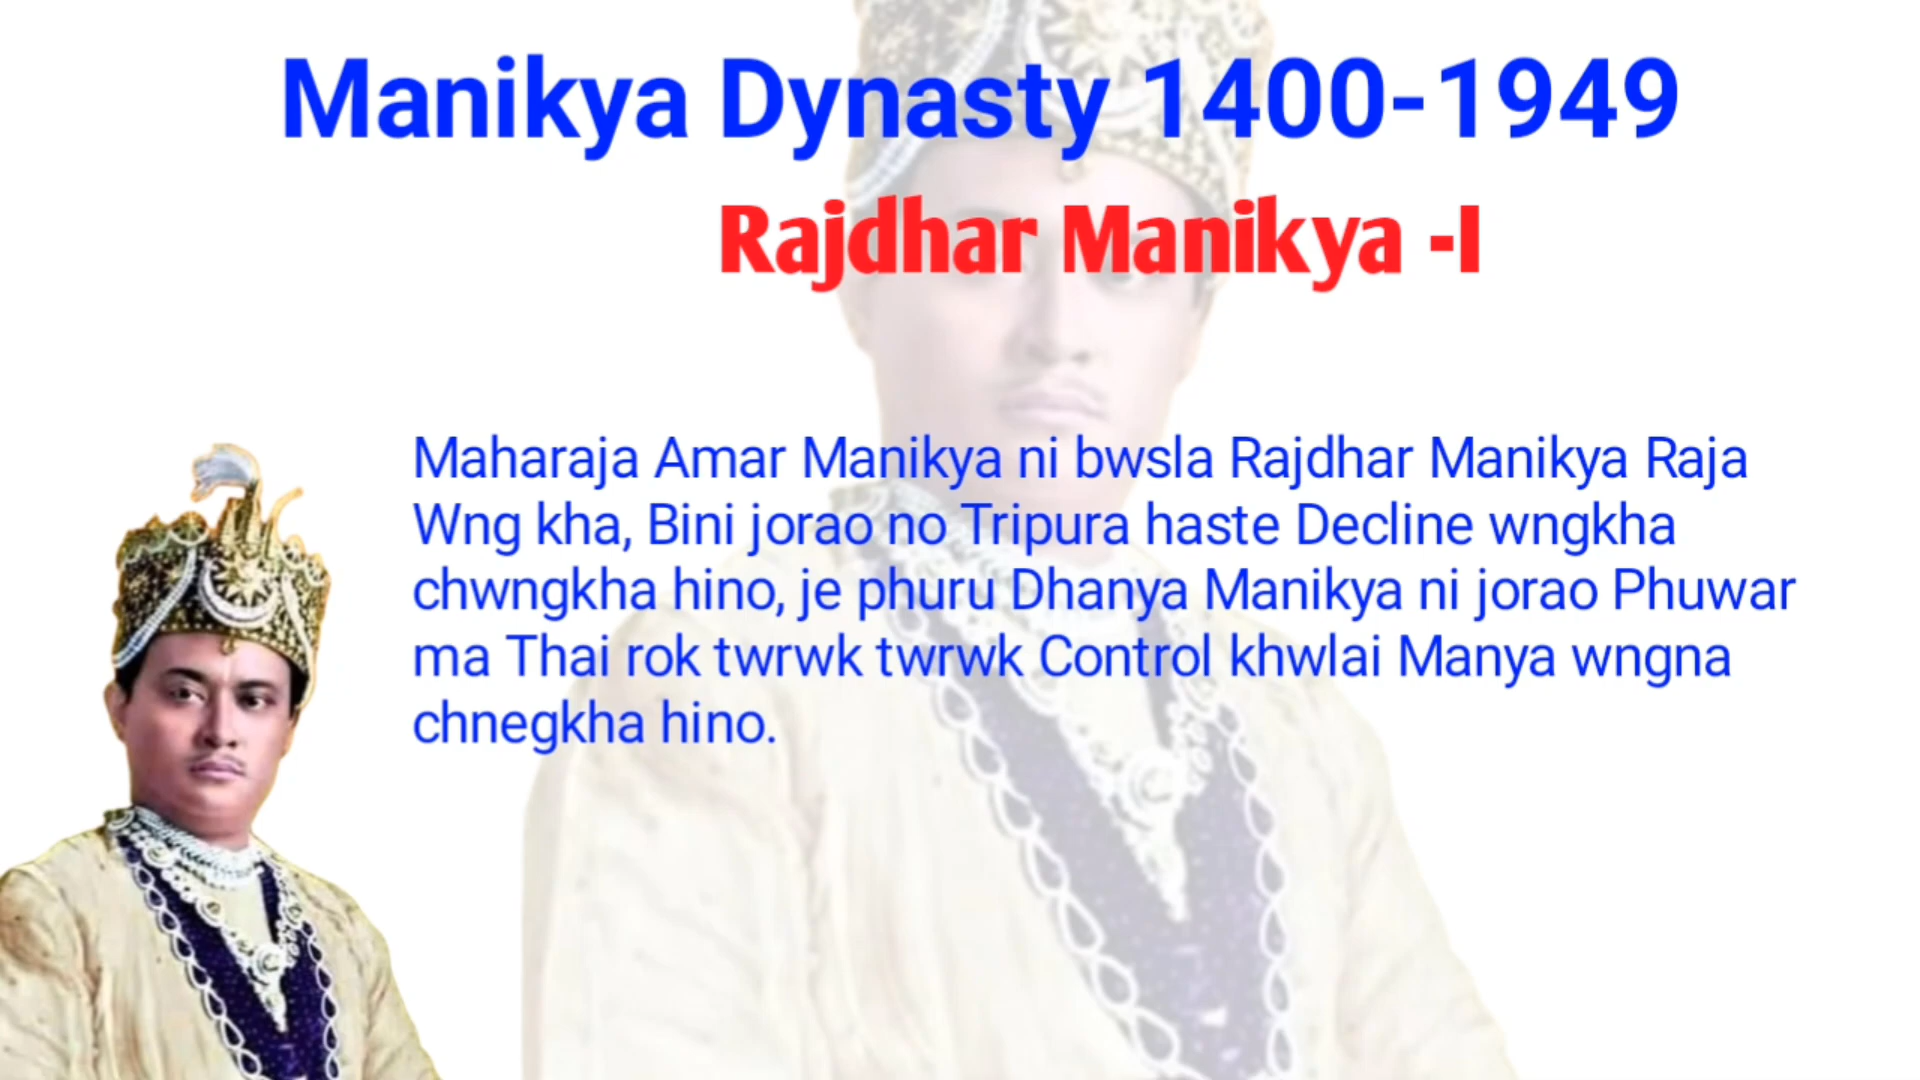 Manikya Dynasty 1400-1949
Rajdhar Manikya -I
Maharaja Amar Manikya ni bwsla Rajdhar Manikya Raja
Wng kha, Bini jorao no Tripura haste Decline wngkha
chwngkha hino, je phuru Dhanya Manikya ni jorao Phuwar
ma Thai rok twrwk twrwk Control khwlai Manya wngna
chnegkha hino.